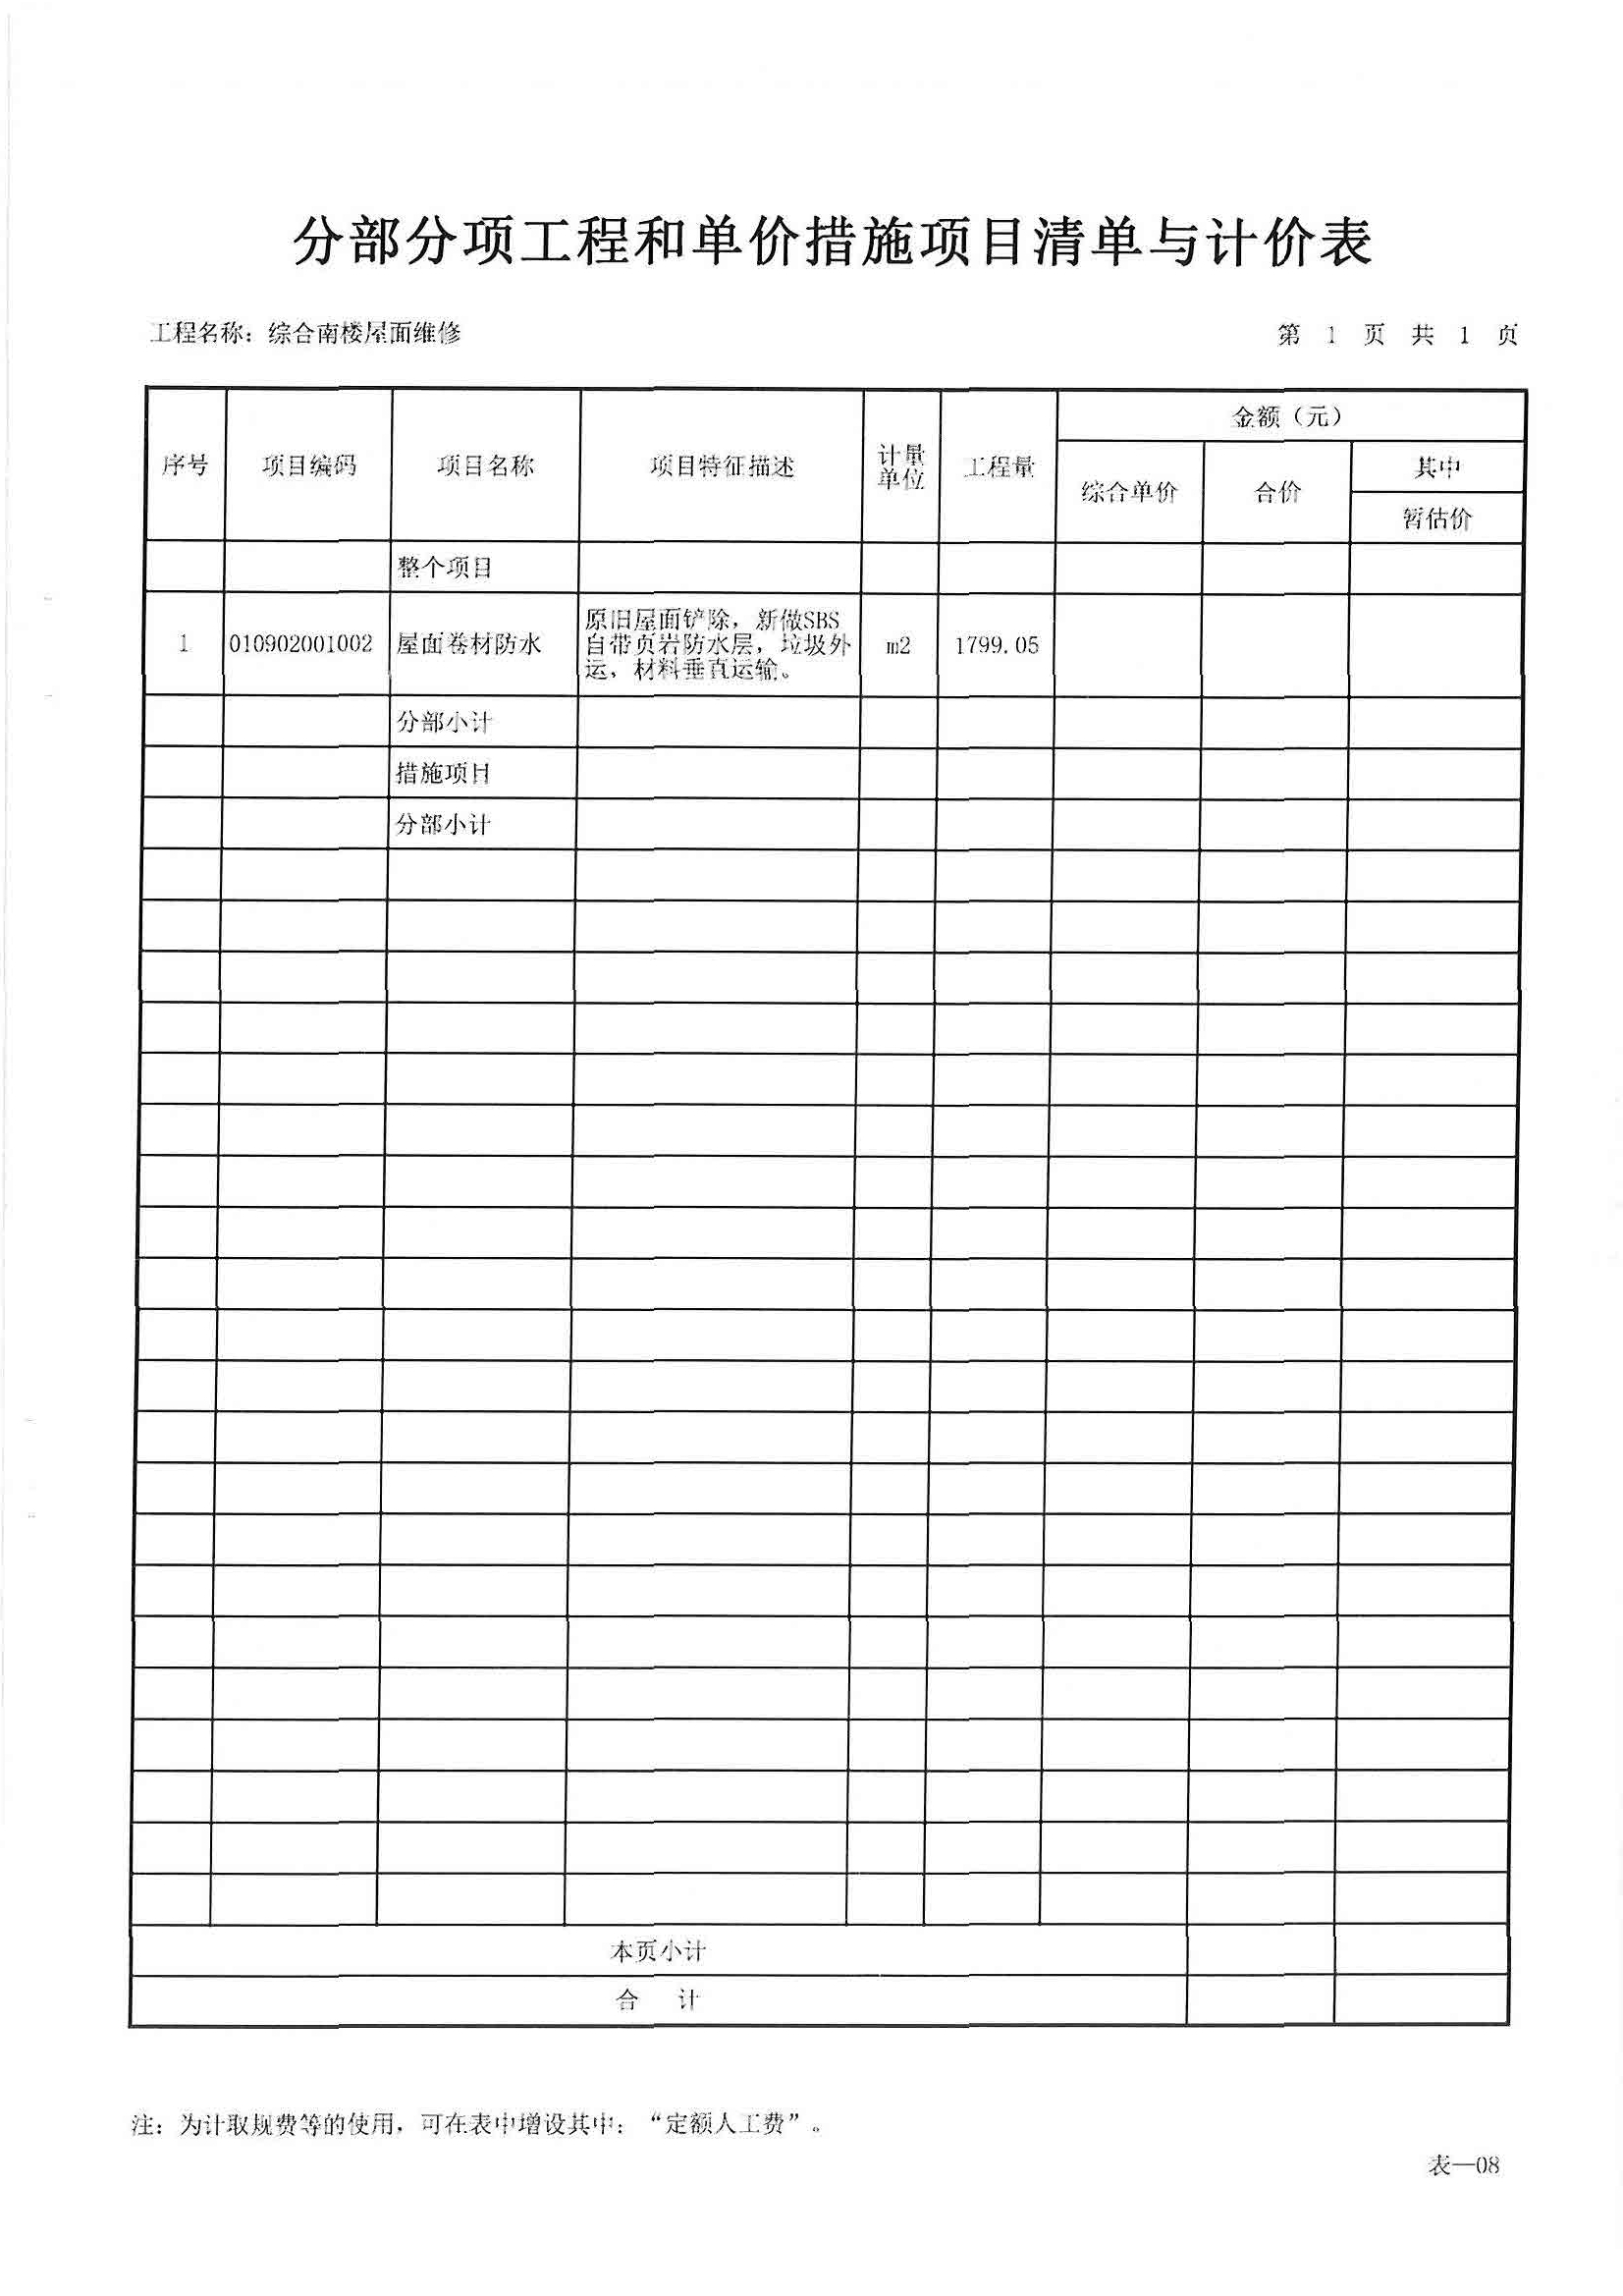 分部分项工程和单价措施项目清单与计价表
工程名称：综合南楼屋面维修
第 1 页 共 1 页
序号 项目编码 项目名称 项目特征描述 计量单位 工程量 金额（元）
综合单价 合价 其中
暂估价
整个项目
1 010902001002 屋面卷材防水 原旧屋面铲除，新做SBS自带页岩防水层，垃圾外运，材料垂直运输。 m2 1799.05
分部小计
措施项目
分部小计
本页小计
合 计
注：为计取规费等的使用，可在表中增设其中：“定额人工费”。
表—08